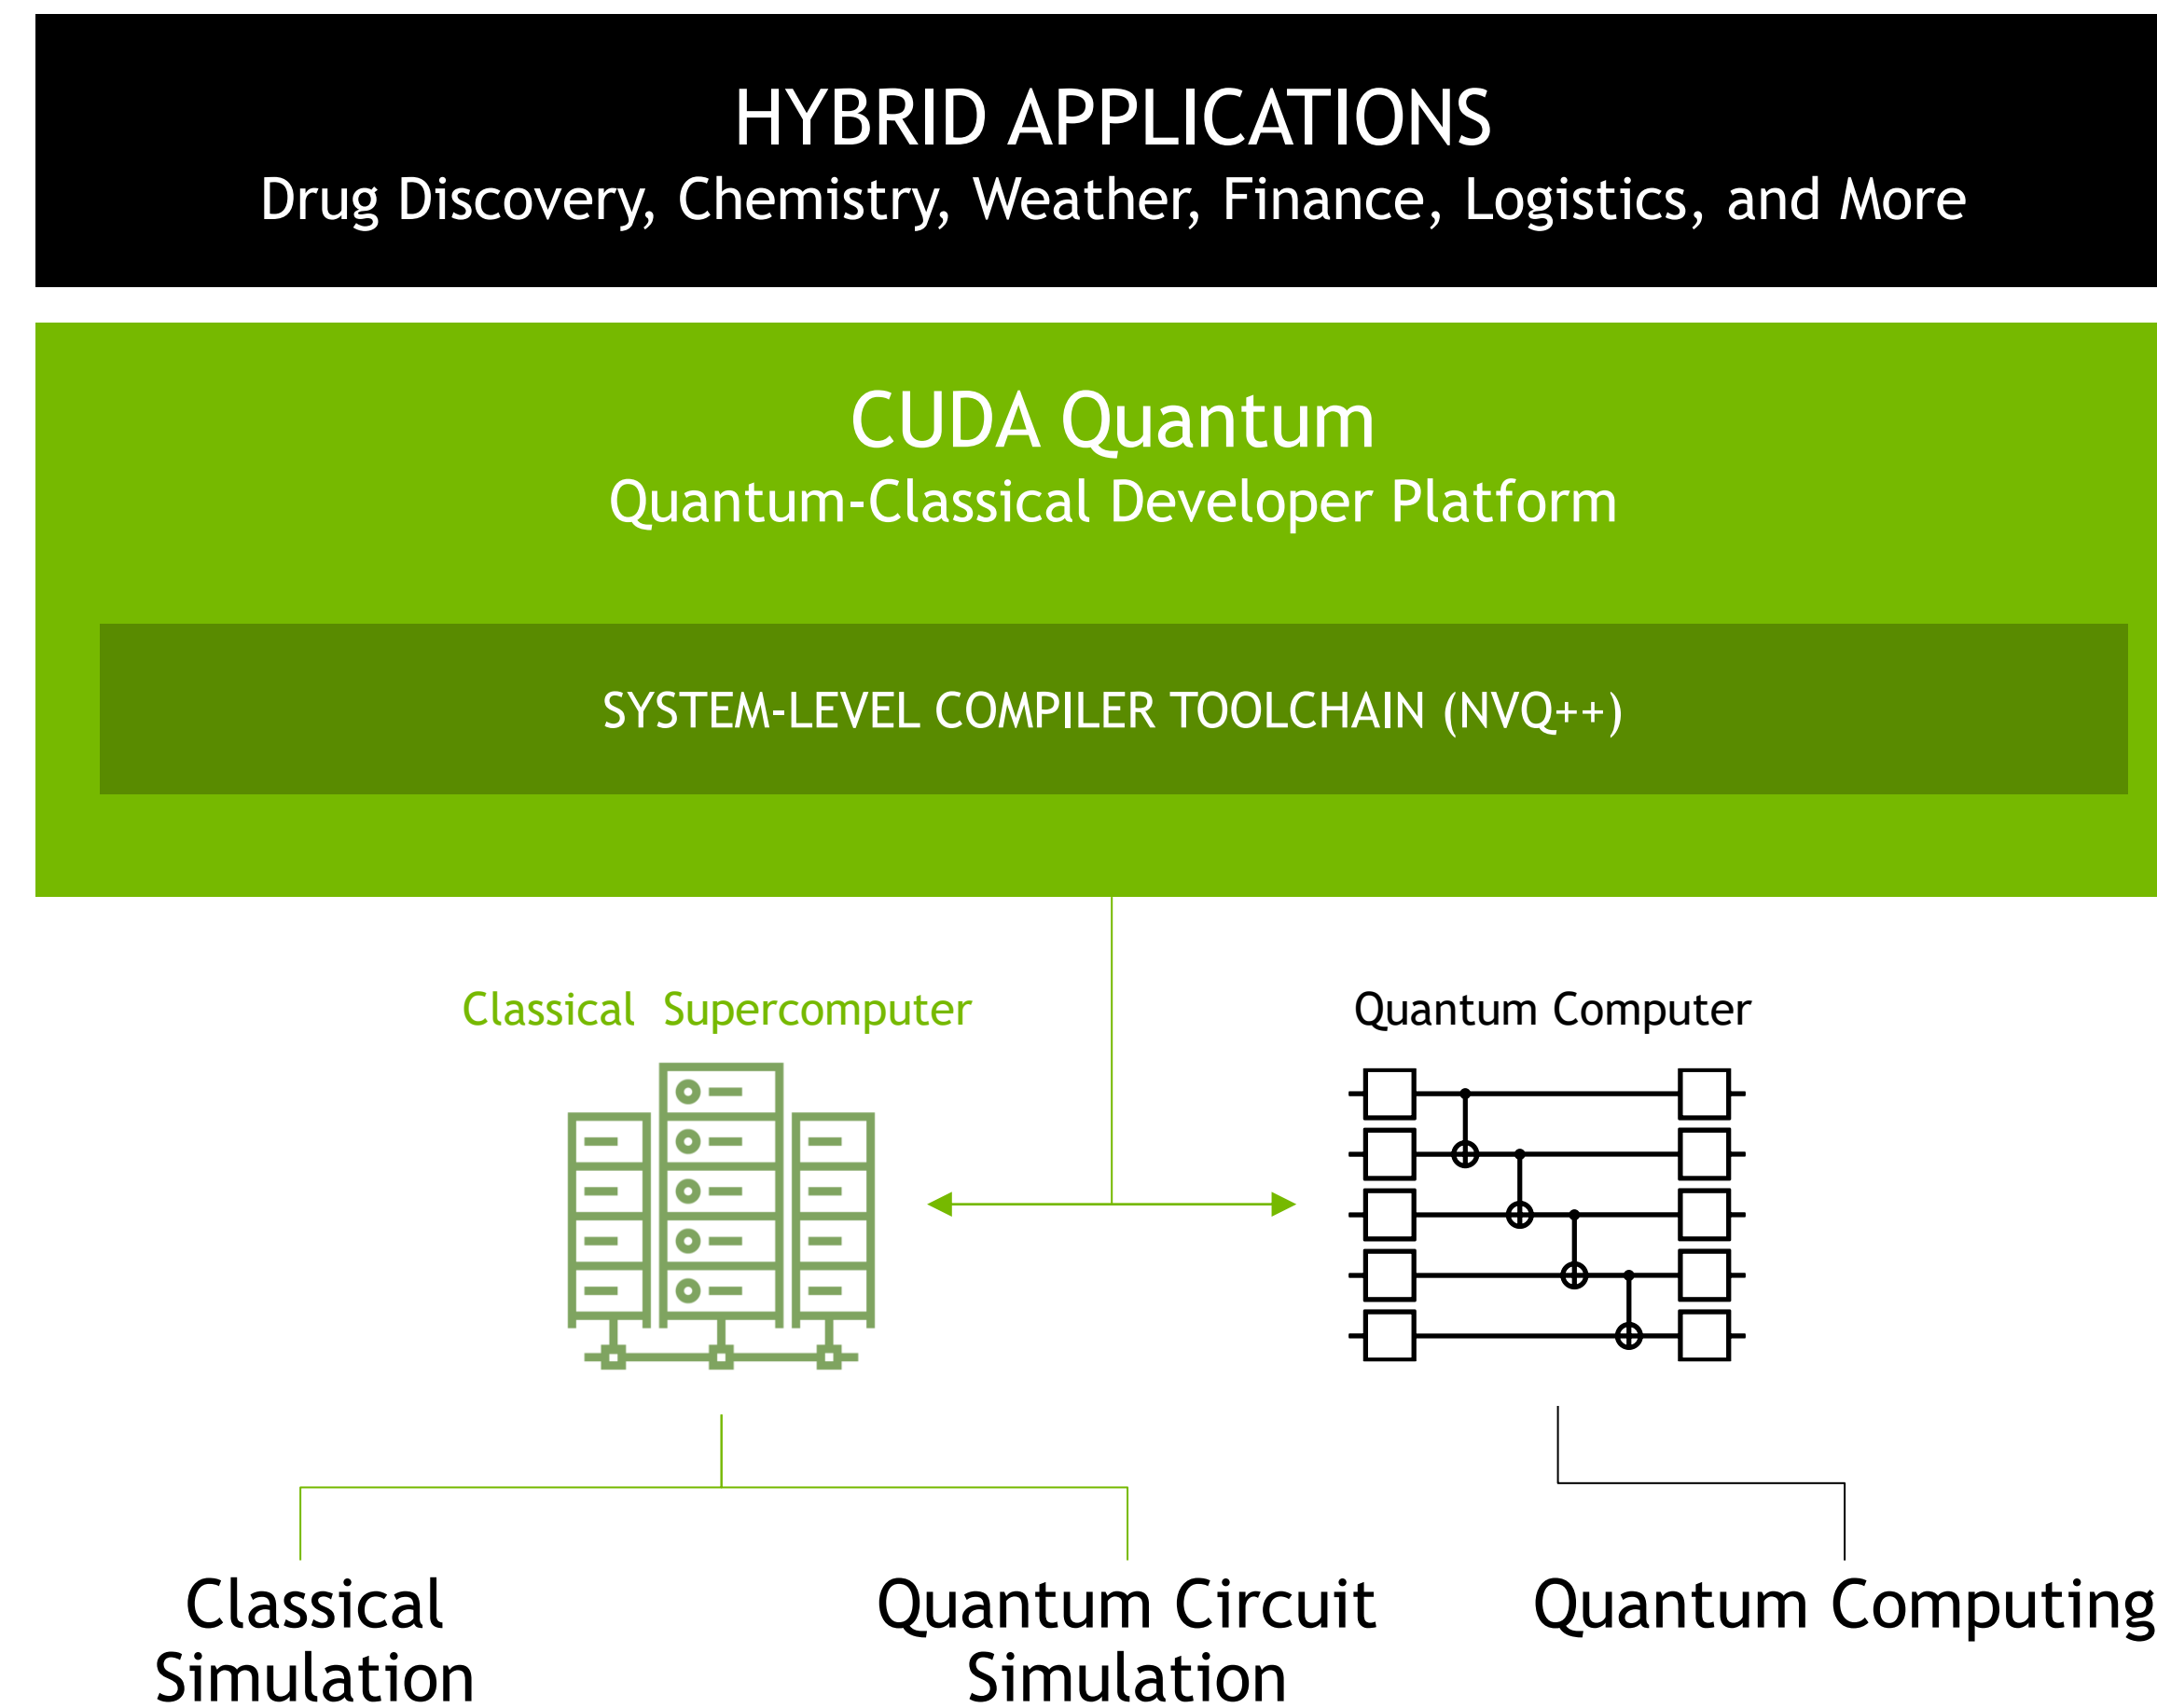 HYBRID APPLICATIONS
Drug Discovery, Chemistry, Weather, Finance, Logistics, and More
CUDA Quantum
Quantum-Classical Developer Platform
SYSTEM-LEVEL COMPILER TOOLCHAIN (NVQ++)
Classical Supercomputer
Quantum Computer
Classical
Simulation
Quantum Circuit
Simulation
Quantum Computing